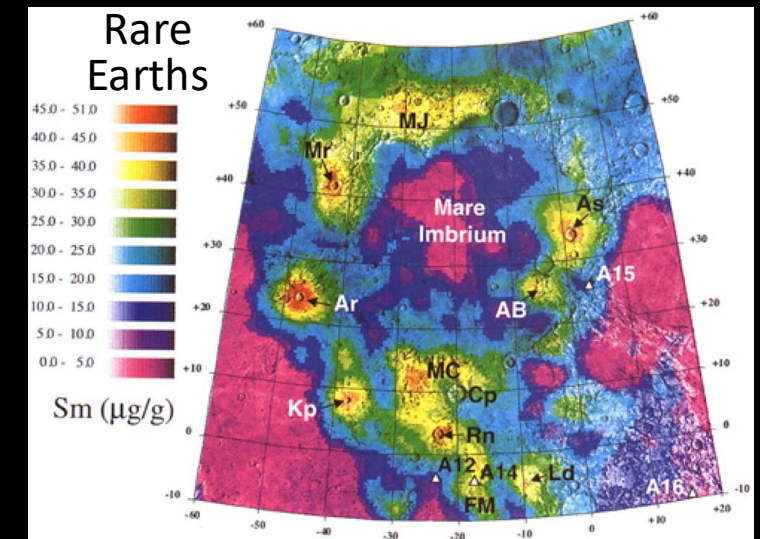 Rare
Earths
45.0 - 51.0
40.0 - 45.0
35.0 - 40.0
30.0 - 35.0
25.0 - 30.0
20.0 - 25.0
15.0 - 20.0
10.0 - 15.0
5.0 - 10.0
0.0 - 5.0
Sm (µg/g)
+60
+60
+50
+50
+40
+40
+30
+30
+20
+20
+10
+10
0
0
-10
-10
-60
-50
-40
-30
-20
-10
0
+10
+20
MJ
Mr
Mare
Imbrium
As
A15
Ar
AB
MC
Cp
Kp
Rn
A12
A14
Ld
FM
A16